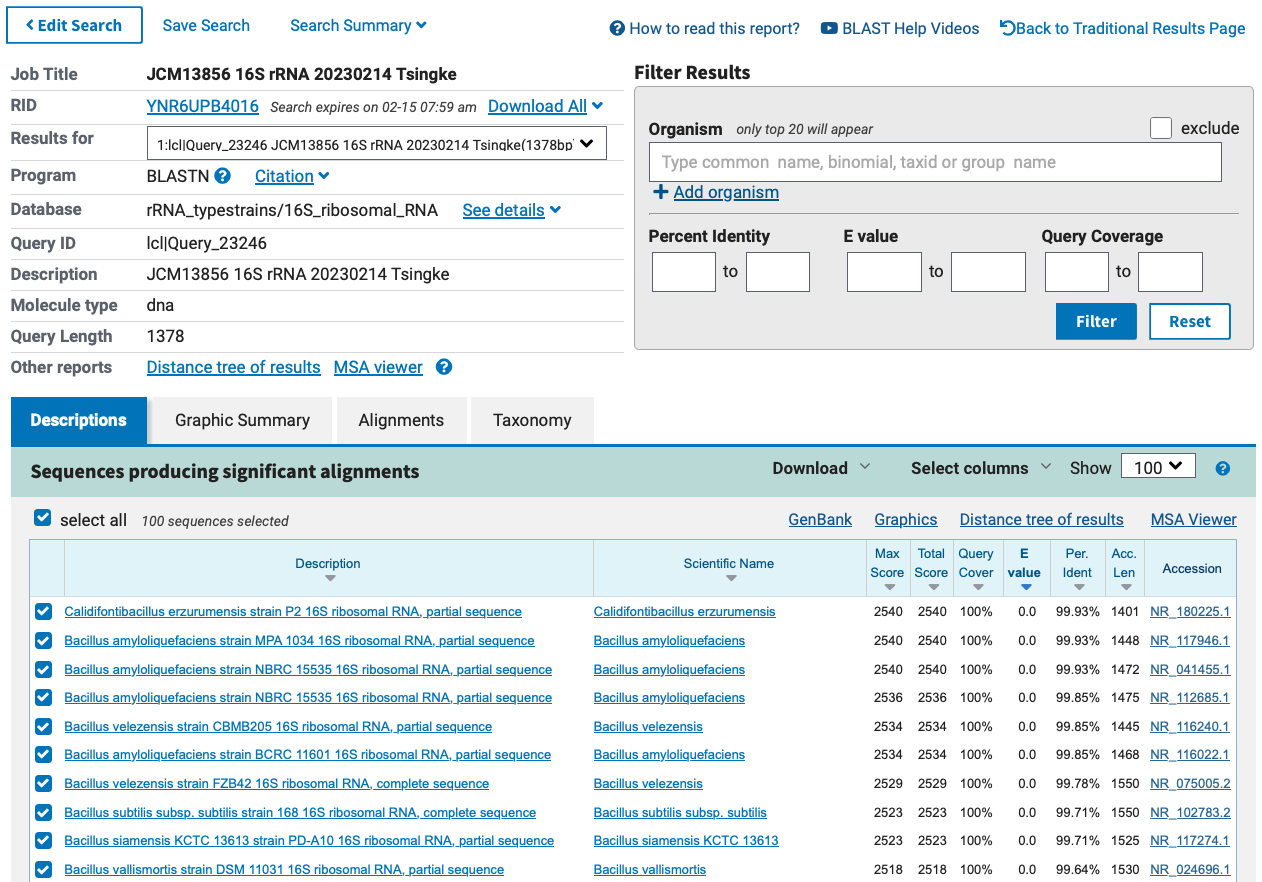 Edit Search Save Search Search Summary How to read this report? BLAST Help Videos Back to Traditional Results Page
Job Title JCM13856 16S rRNA 20230214 Tsingke
RID YNR6UPB4016 Search expires on 02-15 07:59 am Download All
Results for 1:lcl|Query_23246 JCM13856 16S rRNA 20230214 Tsingke(1378bp)
Program BLASTN Citation
Database rRNA_typestrains/16S_ribosomal_RNA See details
Query ID lcl|Query_23246
Description JCM13856 16S rRNA 20230214 Tsingke
Molecule type dna
Query Length 1378
Other reports Distance tree of results MSA viewer
Filter Results
Organism only top 20 will appear exclude
Type common name, binomial, taxid or group name
Add organism
Percent Identity E value Query Coverage
to to to
Filter Reset
Descriptions Graphic Summary Alignments Taxonomy
Sequences producing significant alignments Download Select columns Show 100
select all 100 sequences selected GenBank Graphics Distance tree of results MSA Viewer
Description Scientific Name Max Score Total Score Query Cover E value Per. Ident Acc. Len Accession
Calidifontibacillus erzurumensis strain P2 16S ribosomal RNA, partial sequence Calidifontibacillus erzurumensis 2540 2540 100% 0.0 99.93% 1401 NR_180225.1
Bacillus amyloliquefaciens strain MPA 1034 16S ribosomal RNA, partial sequence Bacillus amyloliquefaciens 2540 2540 100% 0.0 99.93% 1448 NR_117946.1
Bacillus amyloliquefaciens strain NBRC 15535 16S ribosomal RNA, partial sequence Bacillus amyloliquefaciens 2540 2540 100% 0.0 99.93% 1472 NR_041455.1
Bacillus amyloliquefaciens strain NBRC 15535 16S ribosomal RNA, partial sequence Bacillus amyloliquefaciens 2536 2536 100% 0.0 99.85% 1475 NR_112685.1
Bacillus velezensis strain CBMB205 16S ribosomal RNA, partial sequence Bacillus velezensis 2534 2534 100% 0.0 99.85% 1445 NR_116240.1
Bacillus amyloliquefaciens strain BCRC 11601 16S ribosomal RNA, partial sequence Bacillus amyloliquefaciens 2534 2534 100% 0.0 99.85% 1468 NR_116022.1
Bacillus velezensis strain FZB42 16S ribosomal RNA, complete sequence Bacillus velezensis 2529 2529 100% 0.0 99.78% 1550 NR_075005.2
Bacillus subtilis subsp. subtilis strain 168 16S ribosomal RNA, complete sequence Bacillus subtilis subsp. subtilis 2523 2523 100% 0.0 99.71% 1550 NR_102783.2
Bacillus siamensis KCTC 13613 strain PD-A10 16S ribosomal RNA, partial sequence Bacillus siamensis KCTC 13613 2523 2523 100% 0.0 99.71% 1525 NR_117274.1
Bacillus vallismortis strain DSM 11031 16S ribosomal RNA, partial sequence Bacillus vallismortis 2518 2518 100% 0.0 99.64% 1530 NR_024696.1